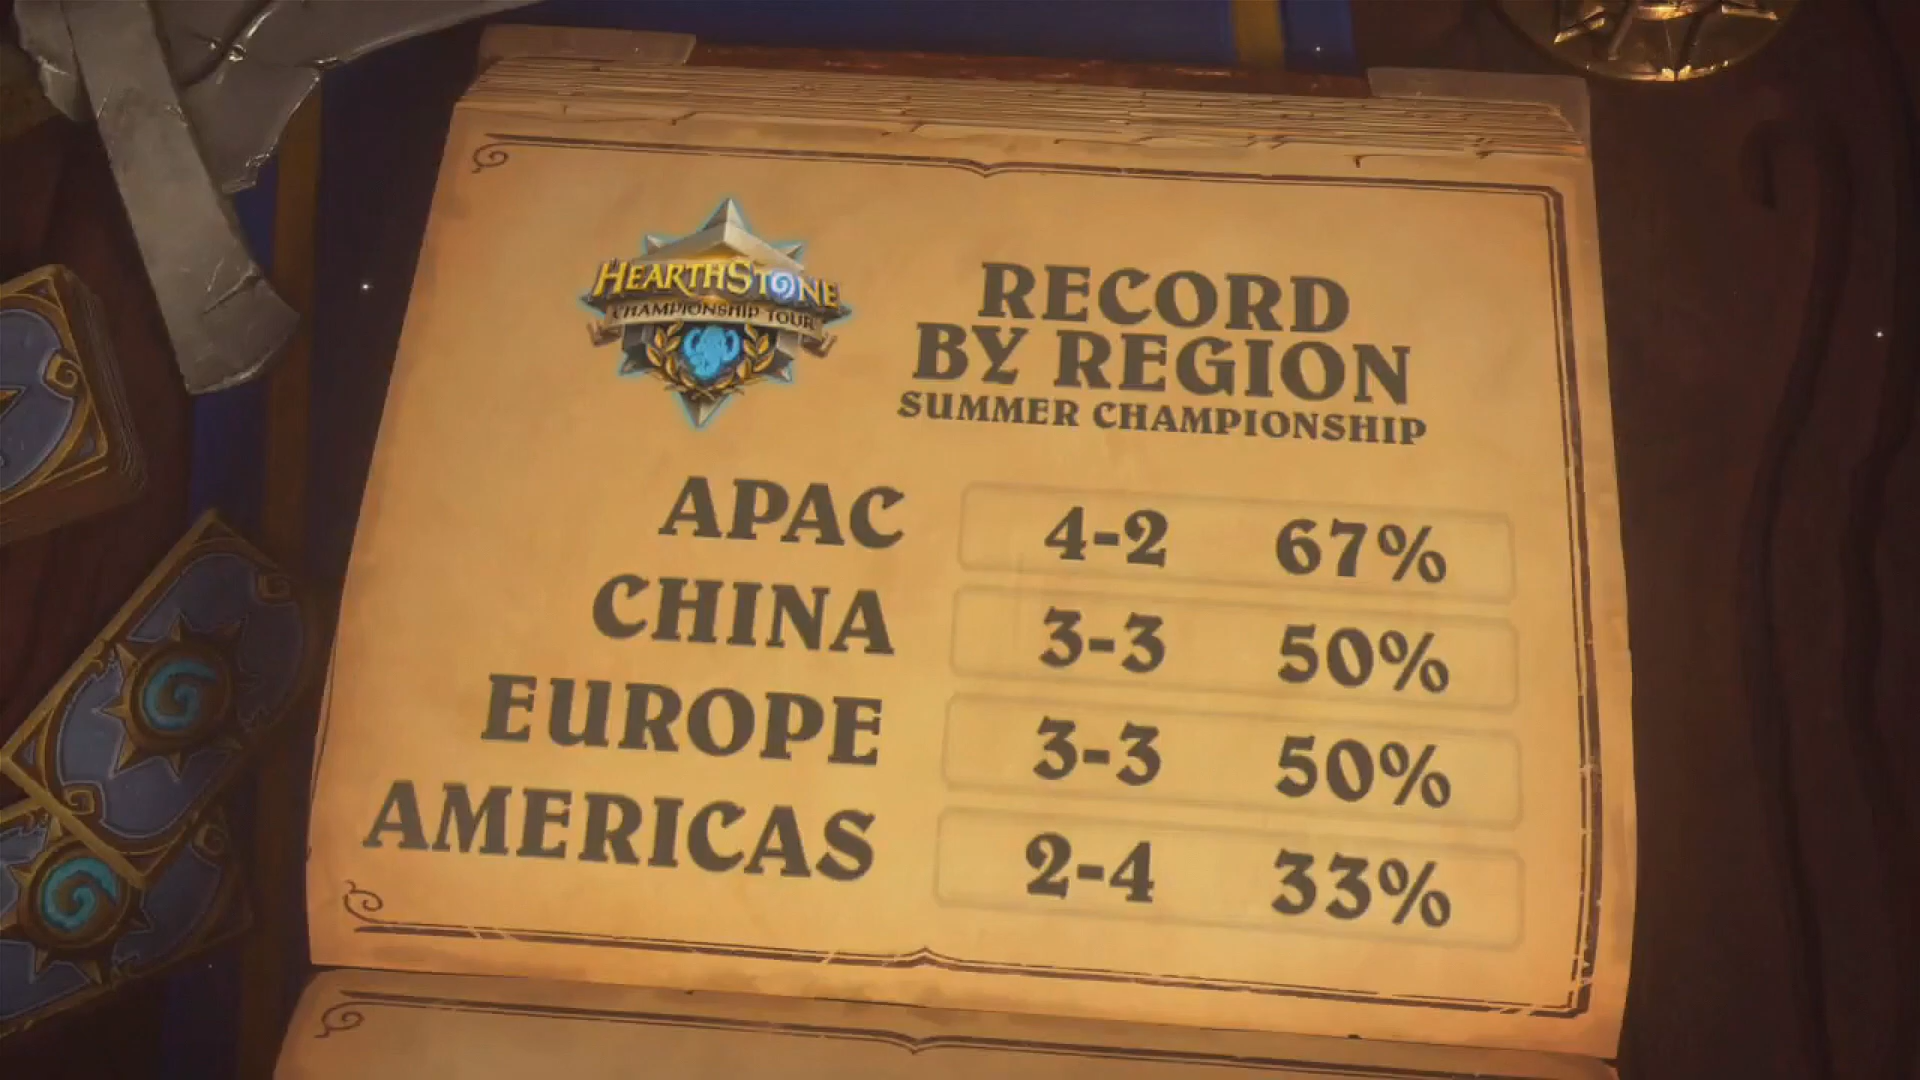 HEARTHSTONE
CHAMPIONSHIP TOUR
RECORD
BY REGION
SUMMER CHAMPIONSHIP
APAC 4-2 67%
CHINA 3-3 50%
EUROPE 3-3 50%
AMERICAS 2-4 33%